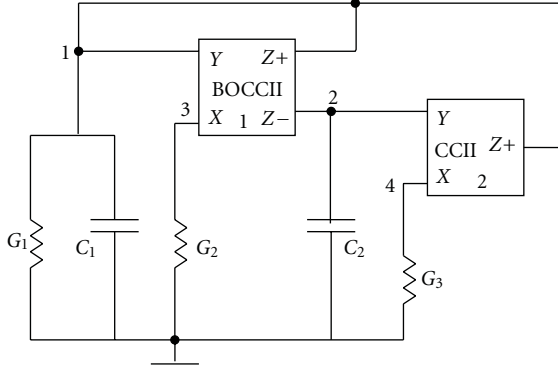 1
Y Z+
BOCCII
3 X 1 Z−
2
Y
CCII Z+
4 X 2
G1 C1 G2 C2 G3